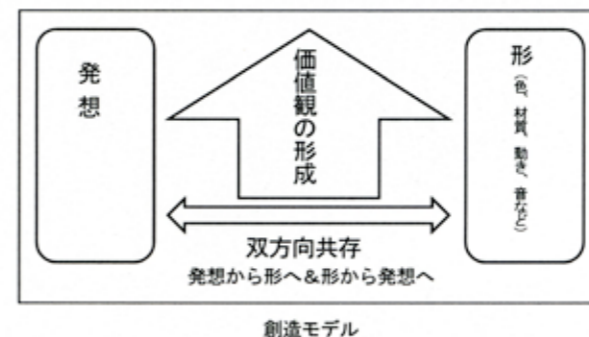 発想
価値観の形成
形
（色、材質、動き、音など）
双方向共存
発想から形へ&形から発想へ
創造モデル